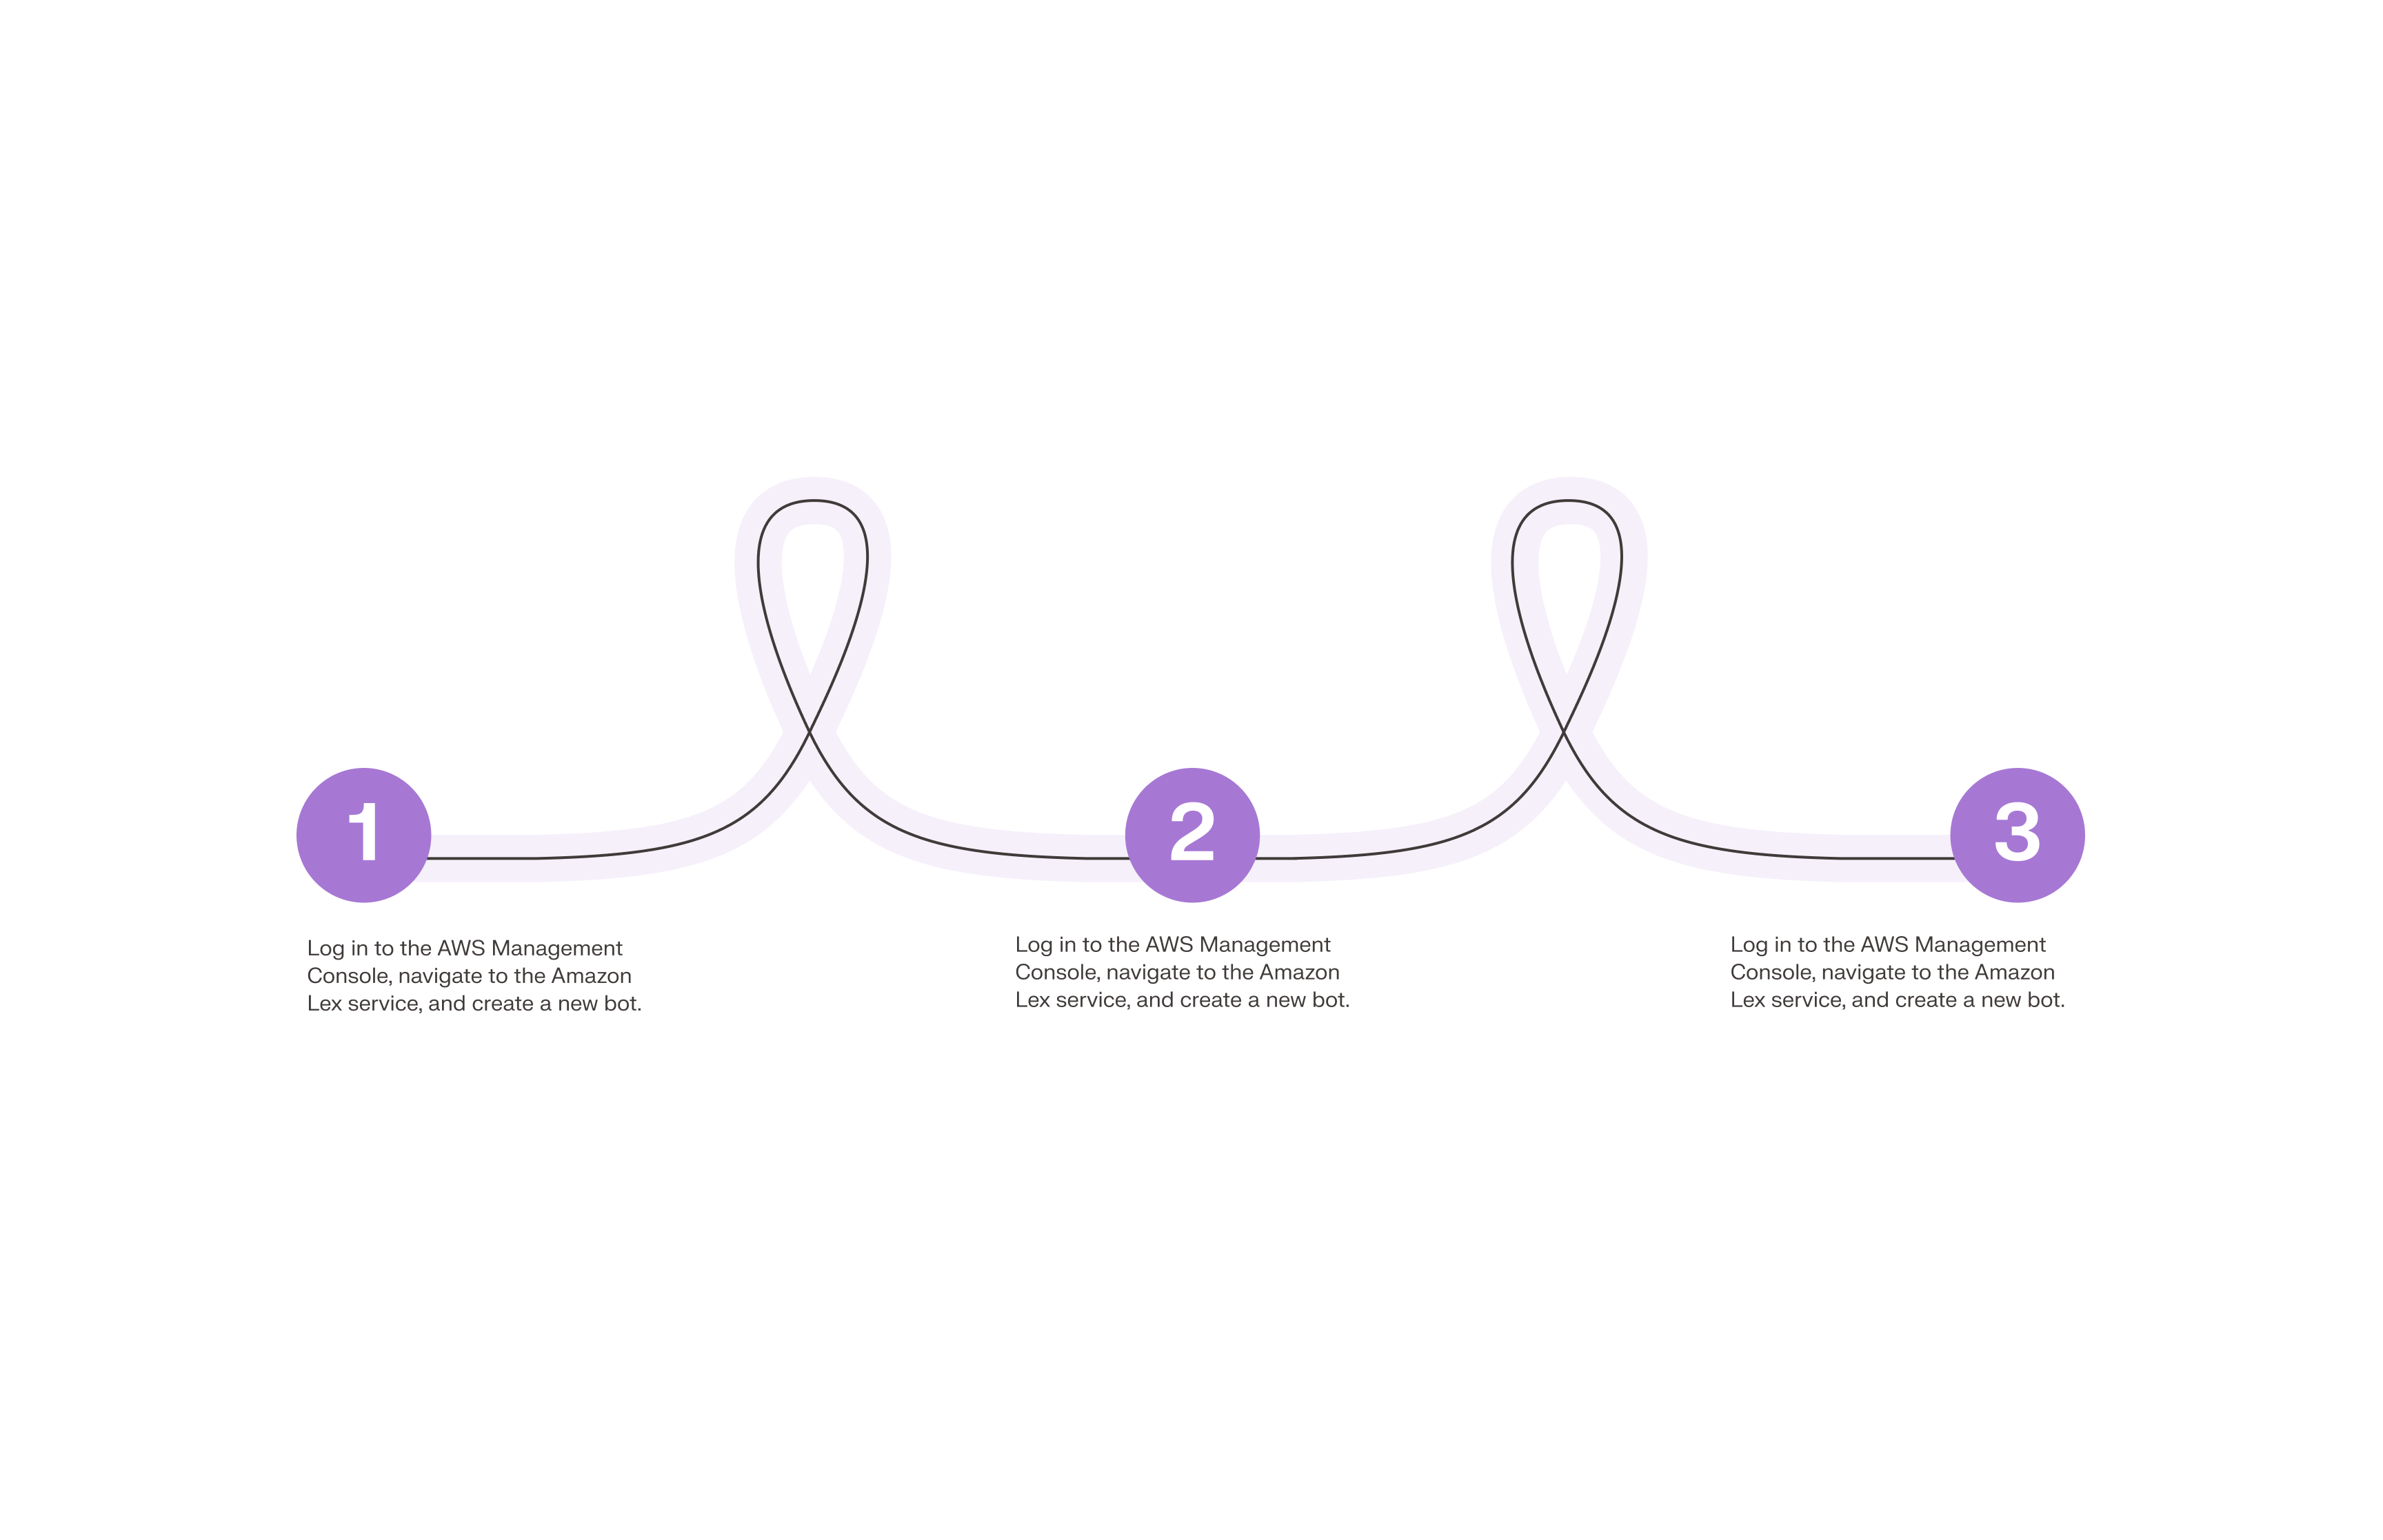 1
Log in to the AWS Management
Console, navigate to the Amazon
Lex service, and create a new bot.
2
Log in to the AWS Management
Console, navigate to the Amazon
Lex service, and create a new bot.
3
Log in to the AWS Management
Console, navigate to the Amazon
Lex service, and create a new bot.